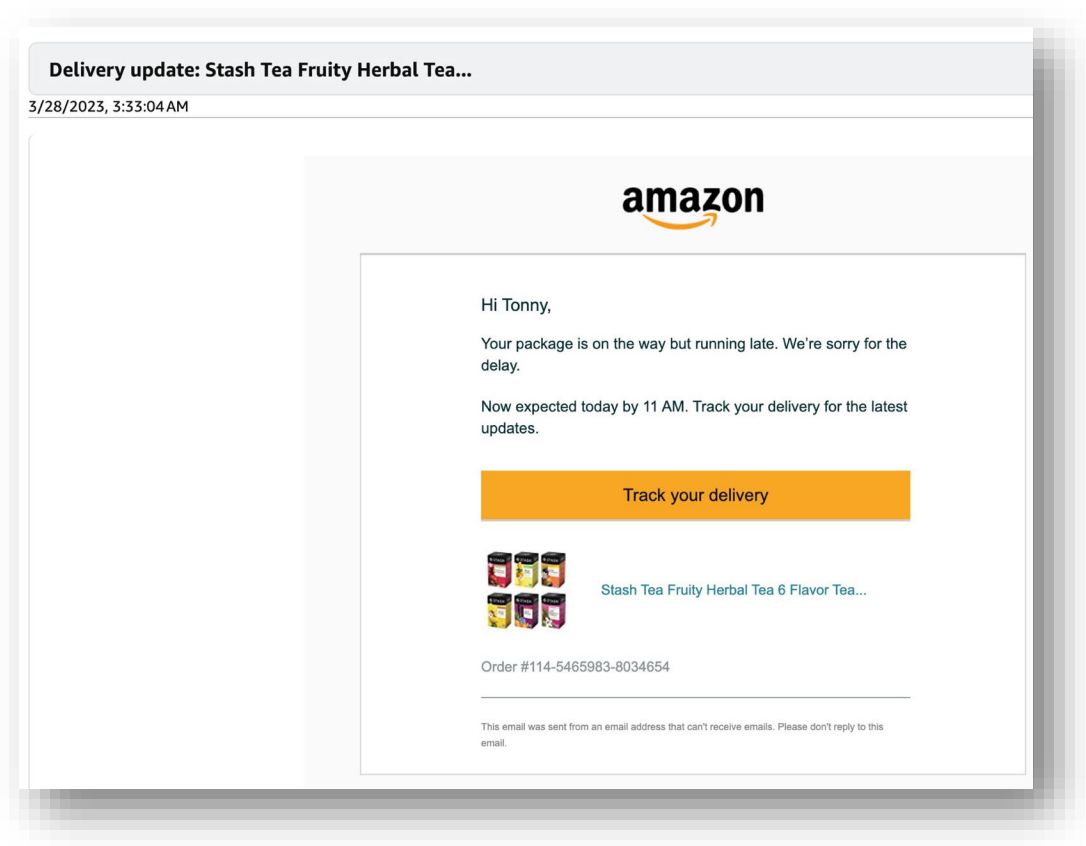 Delivery update: Stash Tea Fruity Herbal Tea...
3/28/2023, 3:33:04 AM
amazon
Hi Tonny,
Your package is on the way but running late. We’re sorry for the
delay.
Now expected today by 11 AM. Track your delivery for the latest
updates.
Track your delivery
Stash Tea Fruity Herbal Tea 6 Flavor Tea...
Order #114-5465983-8034654
This email was sent from an email address that can't receive emails. Please don't reply to this
email.